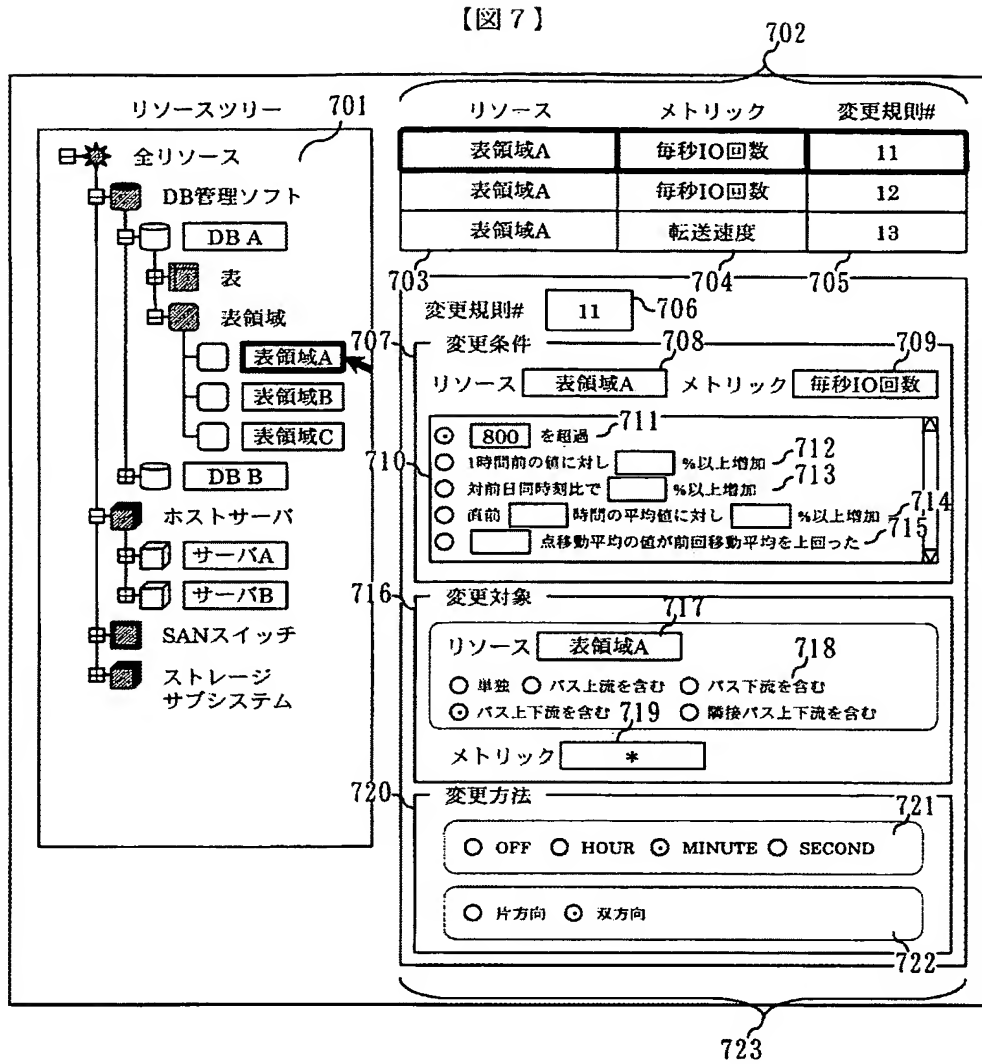 【図７】
702
リソースツリー
701
全リソース
DB管理ソフト
DB A
表
表領域
表領域A
表領域B
表領域C
DB B
ホストサーバ
サーバA
サーバB
SANスイッチ
ストレージ
サブシステム
リソース メトリック 変更規則#
表領域A 毎秒IO回数 11
表領域A 毎秒IO回数 12
表領域A 転送速度 13
703 704 705
変更規則# 11 706
707 変更条件 708 709
リソース 表領域A メトリック 毎秒IO回数
710
800 を超過 711
1時間前の値に対し %以上増加 712
対前日同時刻比で %以上増加 713
直前 時間の平均値に対し %以上増加 714
点移動平均の値が前回移動平均を上回った 715
716 変更対象 717
リソース 表領域A 718
単独 パス上流を含む パス下流を含む
パス上下流を含む 719 隣接パス上下流を含む
メトリック *
720 変更方法 721
OFF HOUR MINUTE SECOND
片方向 双方向
722
723